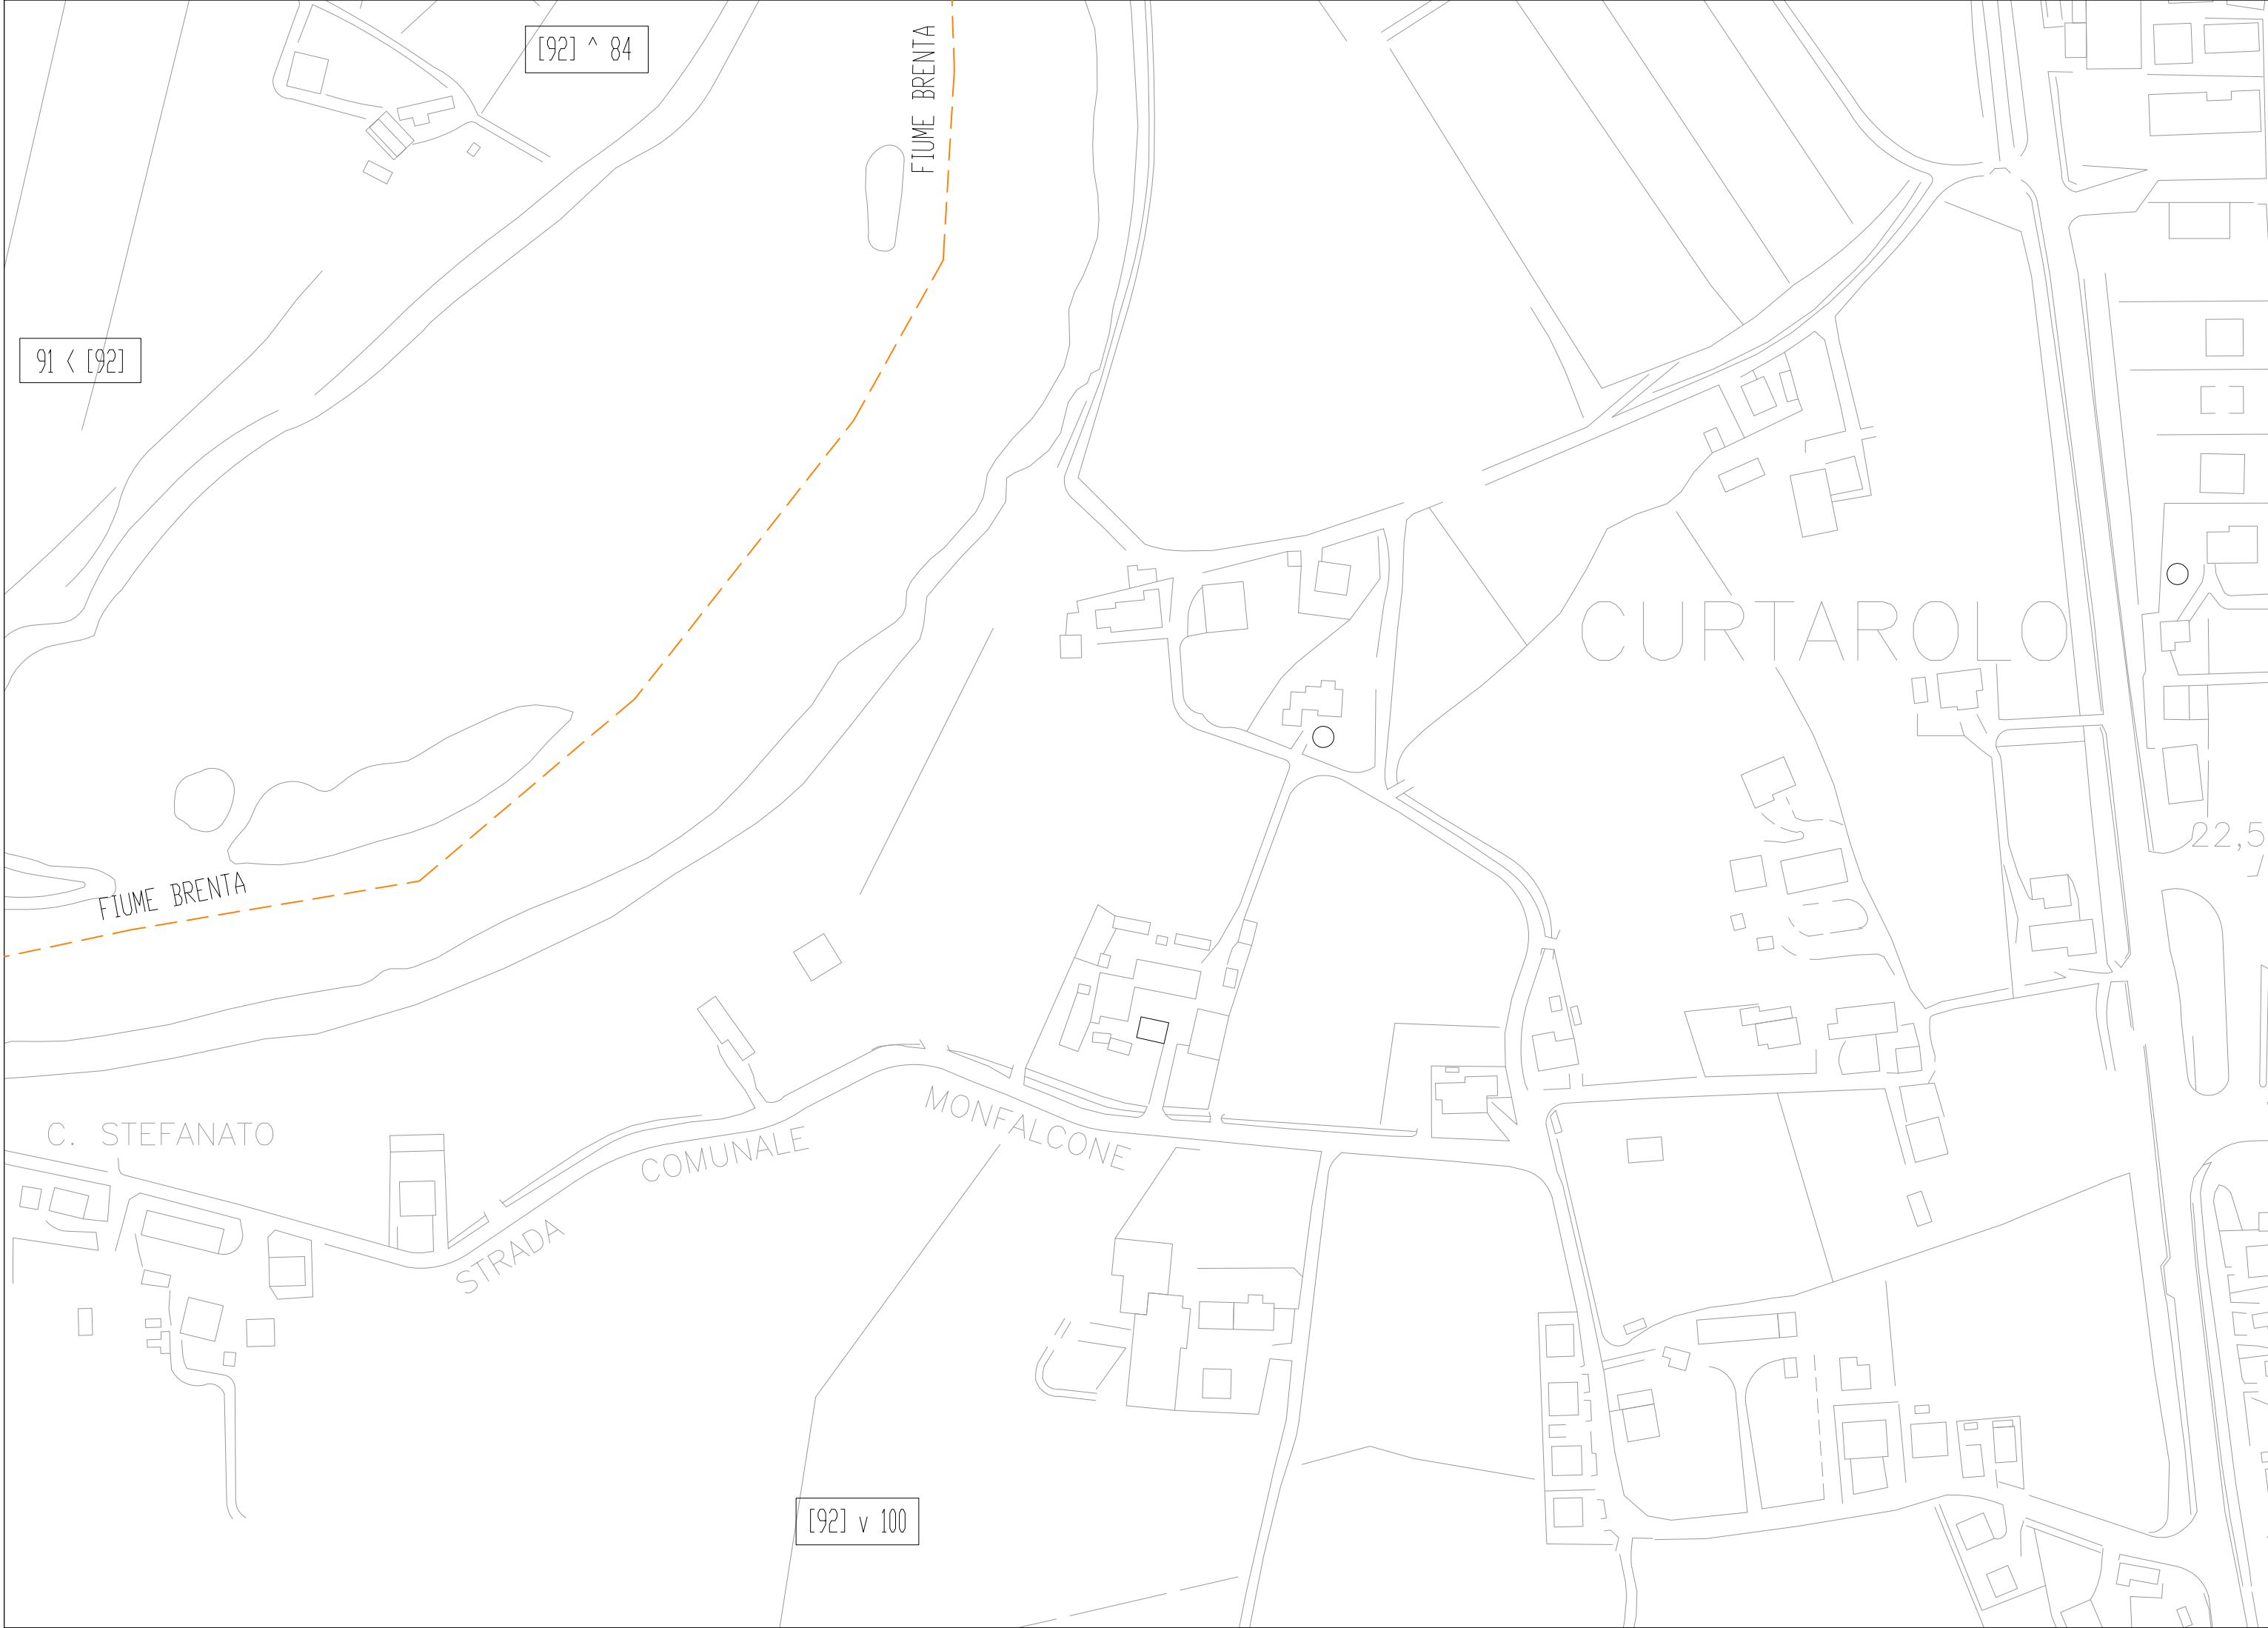 [92] ^ 84
FIUME BRENTA
91 < [92]
CURTAROLO
22,5
FIUME BRENTA
C. STEFANATO
STRADA
COMUNALE
MONFALCONE
[92] v 100